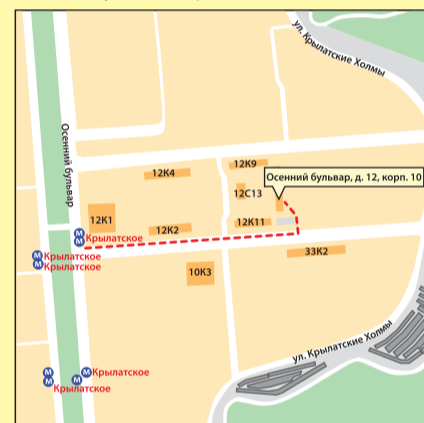 ул. Крылатские Холмы
Осенний бульвар
12К4
12К9
Осенний бульвар, д. 12, корп. 10
12С13
12К1
12К2
12К11
М
М
Крылатское
33К2
М
Крылатское
М
Крылатское
10К3
ул. Крылатские Холмы
М
М
Крылатское
М
М
Крылатское